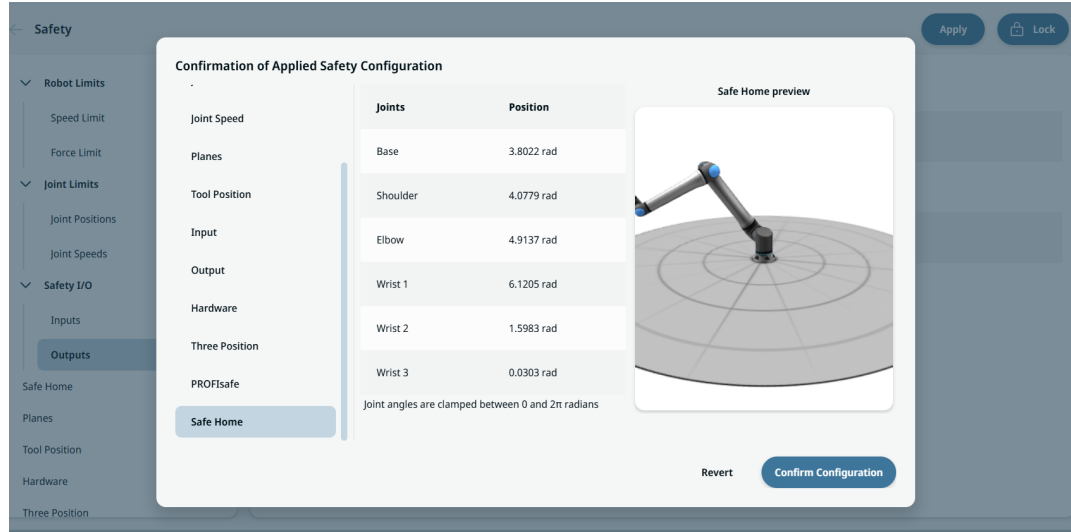 Safety
Apply
Lock
Robot Limits
Speed Limit
Force Limit
Joint Limits
Joint Positions
Joint Speeds
Safety I/O
Inputs
Outputs
Safe Home
Planes
Tool Position
Hardware
Three Position
Confirmation of Applied Safety Configuration
Joint Speed
Planes
Tool Position
Input
Output
Hardware
Three Position
PROFIsafe
Safe Home
Joints Position
Base 3.8022 rad
Shoulder 4.0779 rad
Elbow 4.9137 rad
Wrist 1 6.1205 rad
Wrist 2 1.5983 rad
Wrist 3 0.0303 rad
Joint angles are clamped between 0 and 2π radians
Safe Home preview
Revert
Confirm Configuration